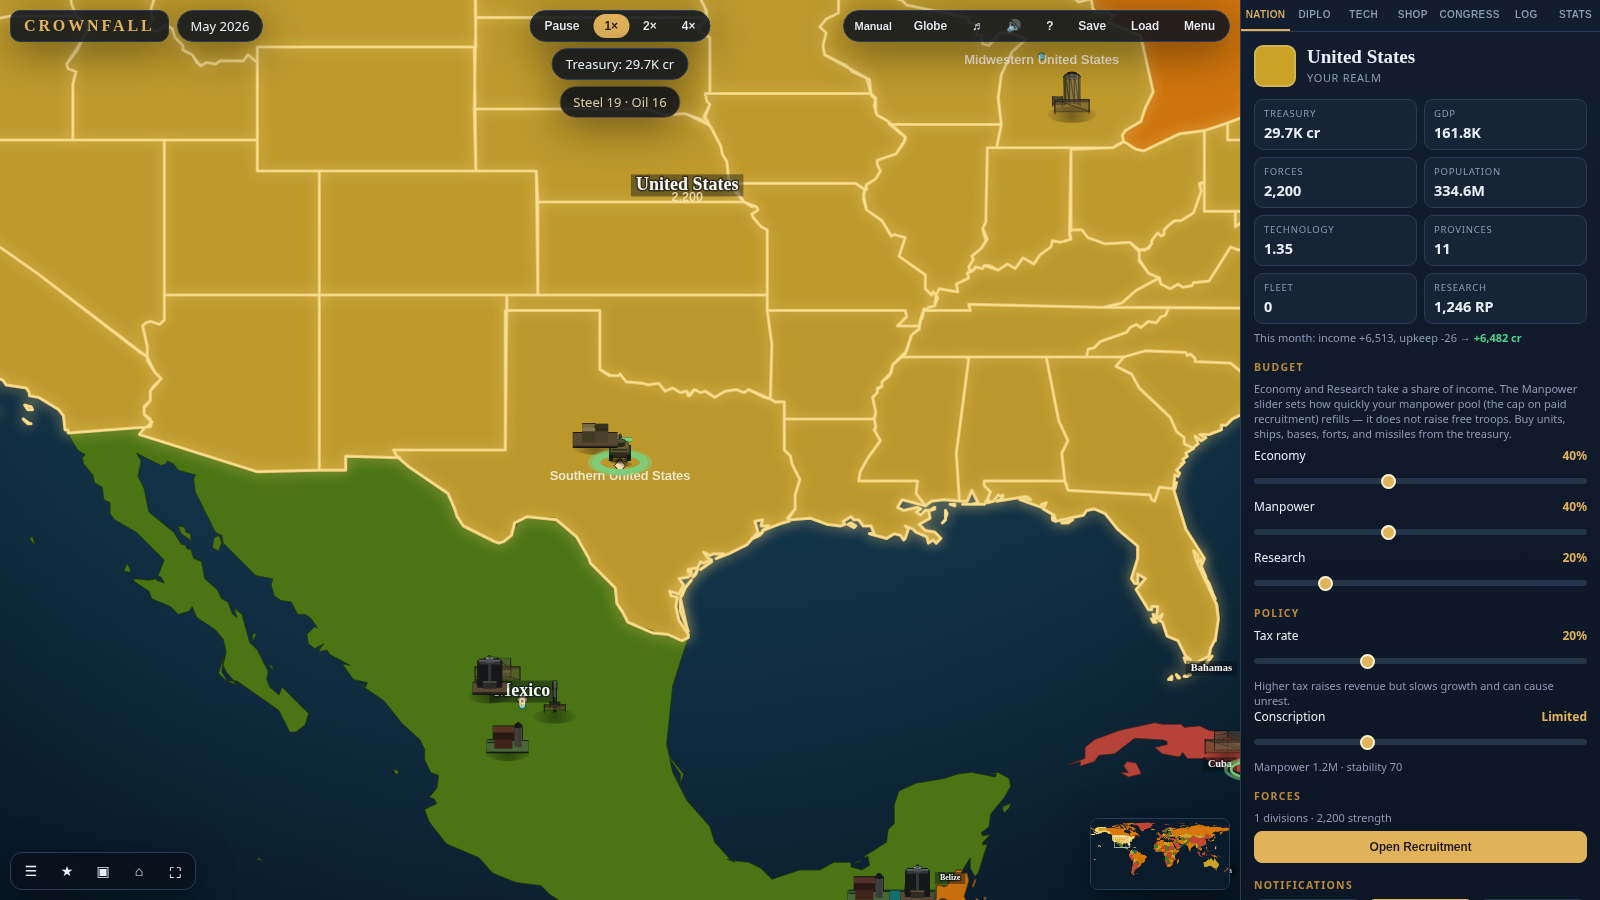 CROWNFALL
May 2026
Pause 1× 2× 4×
Treasury: 29.7K cr
Steel 19 · Oil 16
Manual Globe ? Save Load Menu
Midwestern United States
United States
2,200
Southern United States
Mexico
Bahamas
Cuba
Belize
NATION DIPLO TECH SHOP CONGRESS LOG STATS
United States
YOUR REALM
TREASURY
29.7K cr
GDP
161.8K
FORCES
2,200
POPULATION
334.6M
TECHNOLOGY
1.35
PROVINCES
11
FLEET
0
RESEARCH
1,246 RP
This month: income +6,513, upkeep -26 → +6,482 cr
BUDGET
Economy and Research take a share of income. The Manpower
slider sets how quickly your manpower pool (the cap on paid
recruitment) refills — it does not raise free troops. Buy units,
ships, bases, forts, and missiles from the treasury.
Economy 40%
Manpower 40%
Research 20%
POLICY
Tax rate 20%
Higher tax raises revenue but slows growth and can cause
unrest.
Conscription Limited
Manpower 1.2M · stability 70
FORCES
1 divisions · 2,200 strength
Open Recruitment
NOTIFICATIONS